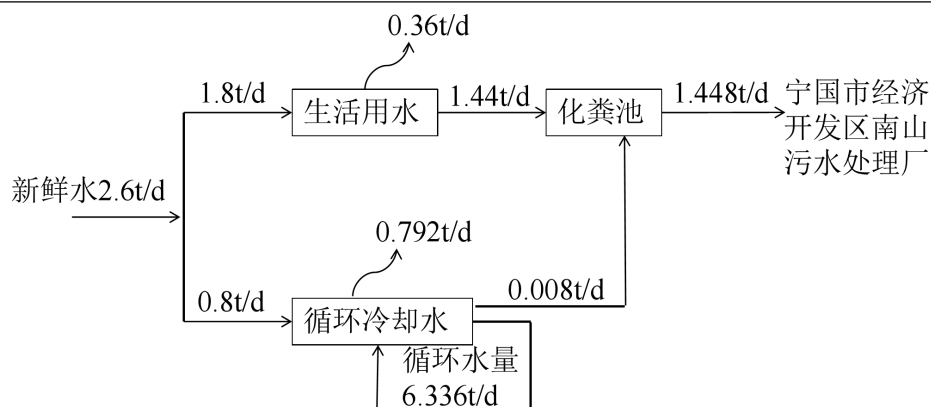 0.36t/d
1.8t/d
生活用水
1.44t/d
化粪池
1.448t/d
宁国市经济
开发区南山
污水处理厂
新鲜水2.6t/d
0.792t/d
0.8t/d
循环冷却水
0.008t/d
循环水量
6.336t/d